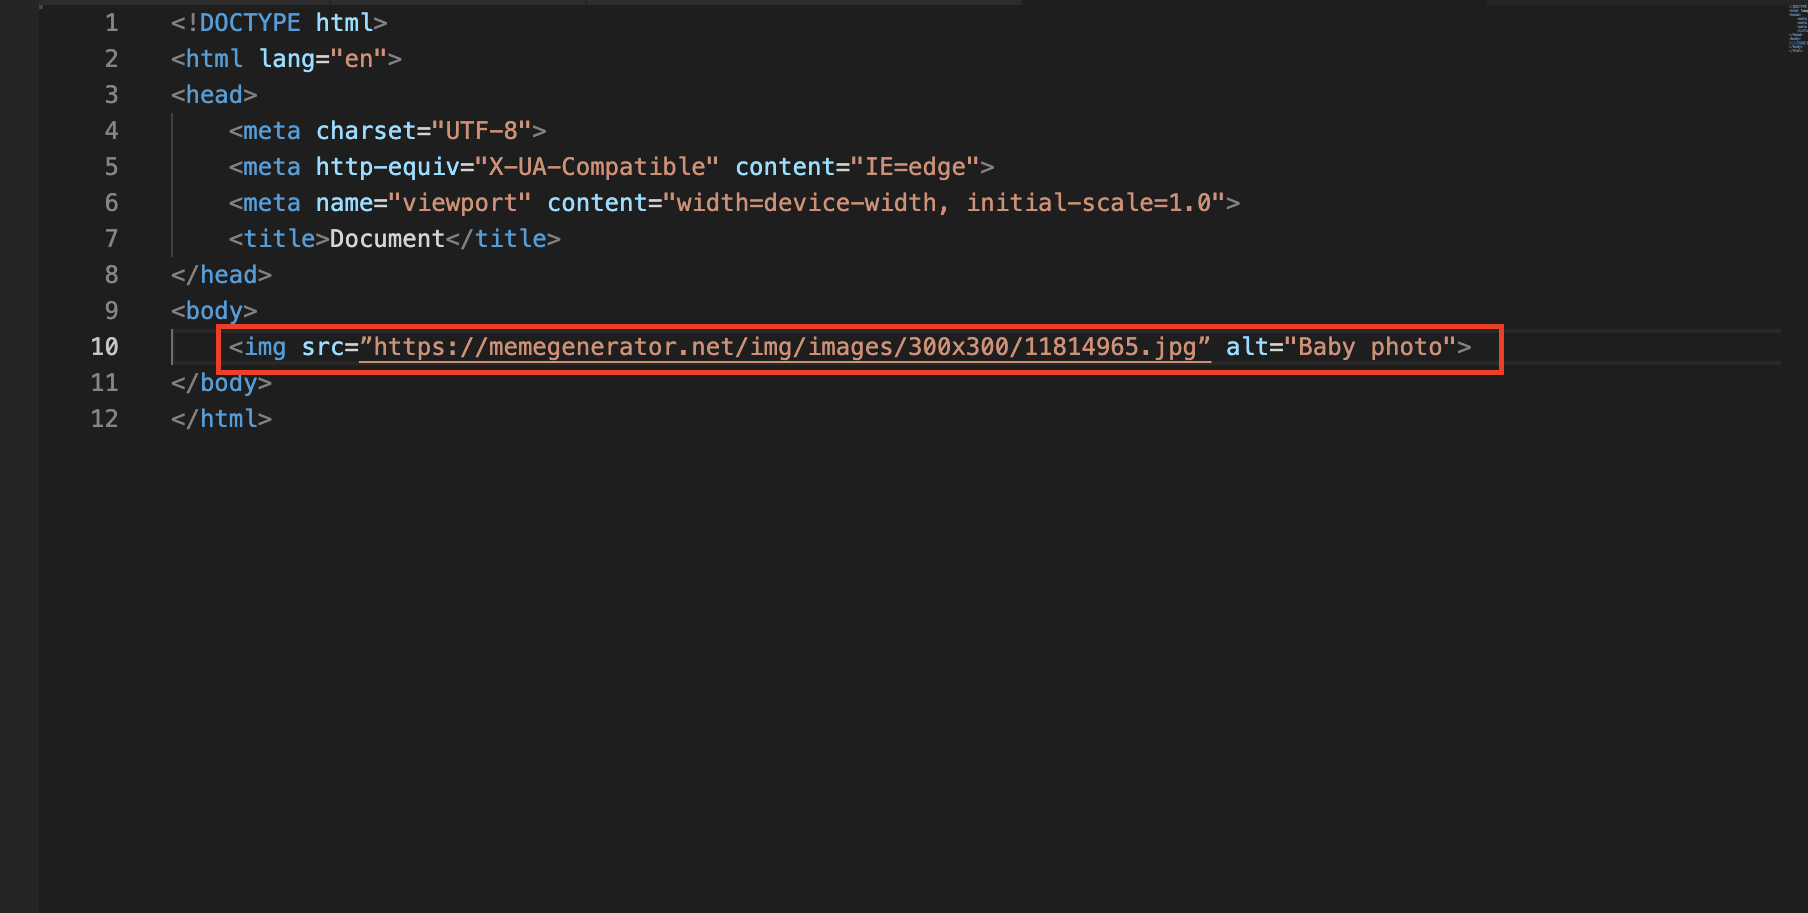 1 <!DOCTYPE html>
2 <html lang="en">
3 <head>
4 <meta charset="UTF-8">
5 <meta http-equiv="X-UA-Compatible" content="IE=edge">
6 <meta name="viewport" content="width=device-width, initial-scale=1.0">
7 <title>Document</title>
8 </head>
9 <body>
10 <img src=”https://memegenerator.net/img/images/300x300/11814965.jpg” alt="Baby photo">
11 </body>
12 </html>